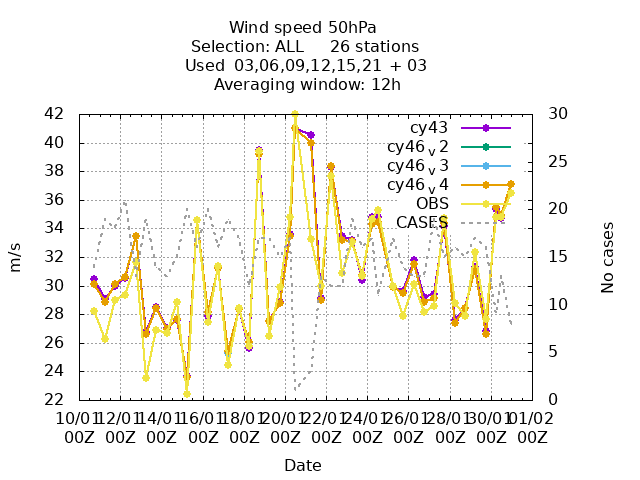 Wind speed 50hPa
Selection: ALL 26 stations
Used 03,06,09,12,15,21 + 03
Averaging window: 12h
42
40
38
36
34
32
30
28
26
24
22
m/s
30
25
20
15
10
5
0
No cases
cy43
cy46_v2
cy46_v3
cy46_v4
OBS
CASES
10/01 12/01 14/01 16/01 18/01 20/01 22/01 24/01 26/01 28/01 30/01 01/02
00Z 00Z 00Z 00Z 00Z 00Z 00Z 00Z 00Z 00Z 00Z 00Z
Date